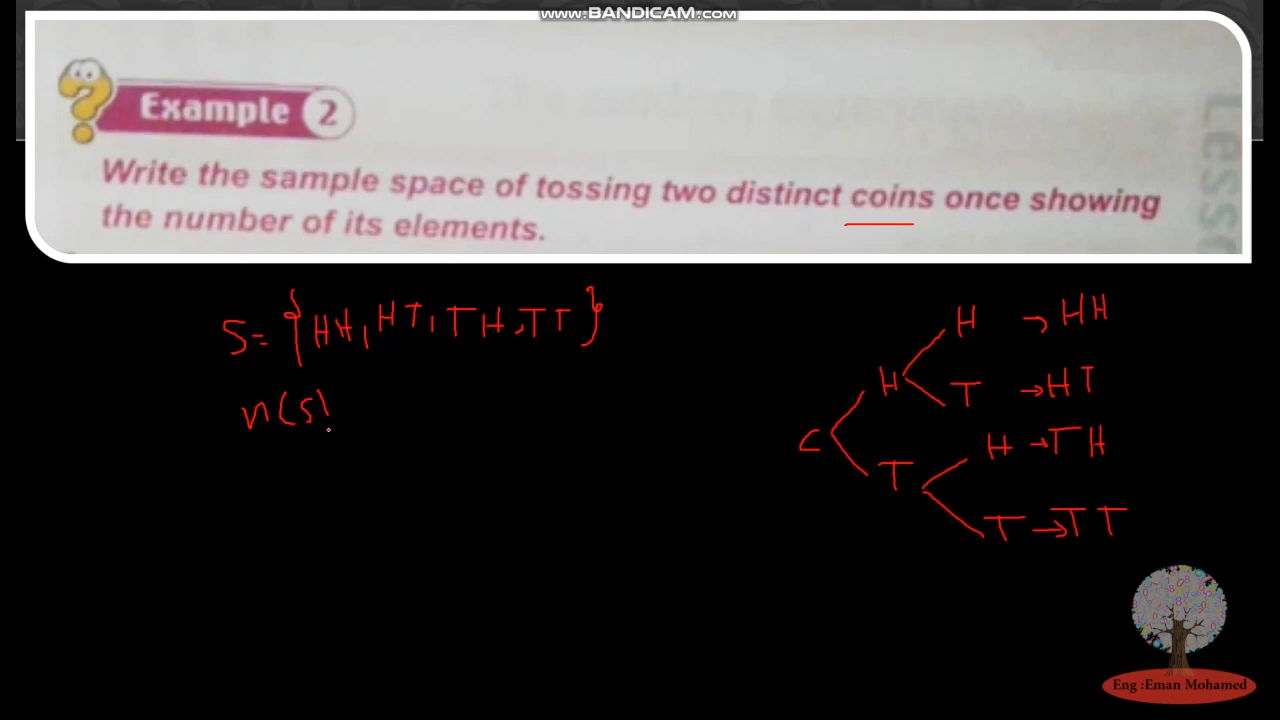 www.BANDICAM.com
Example 2
Write the sample space of tossing two distinct coins once showing
the number of its elements.
Lesso
S= {HH, HT, TH, TT}
n(S)
H → HH
H
T → HT
C
H → TH
T
T → TT
Eng :Eman Mohamed